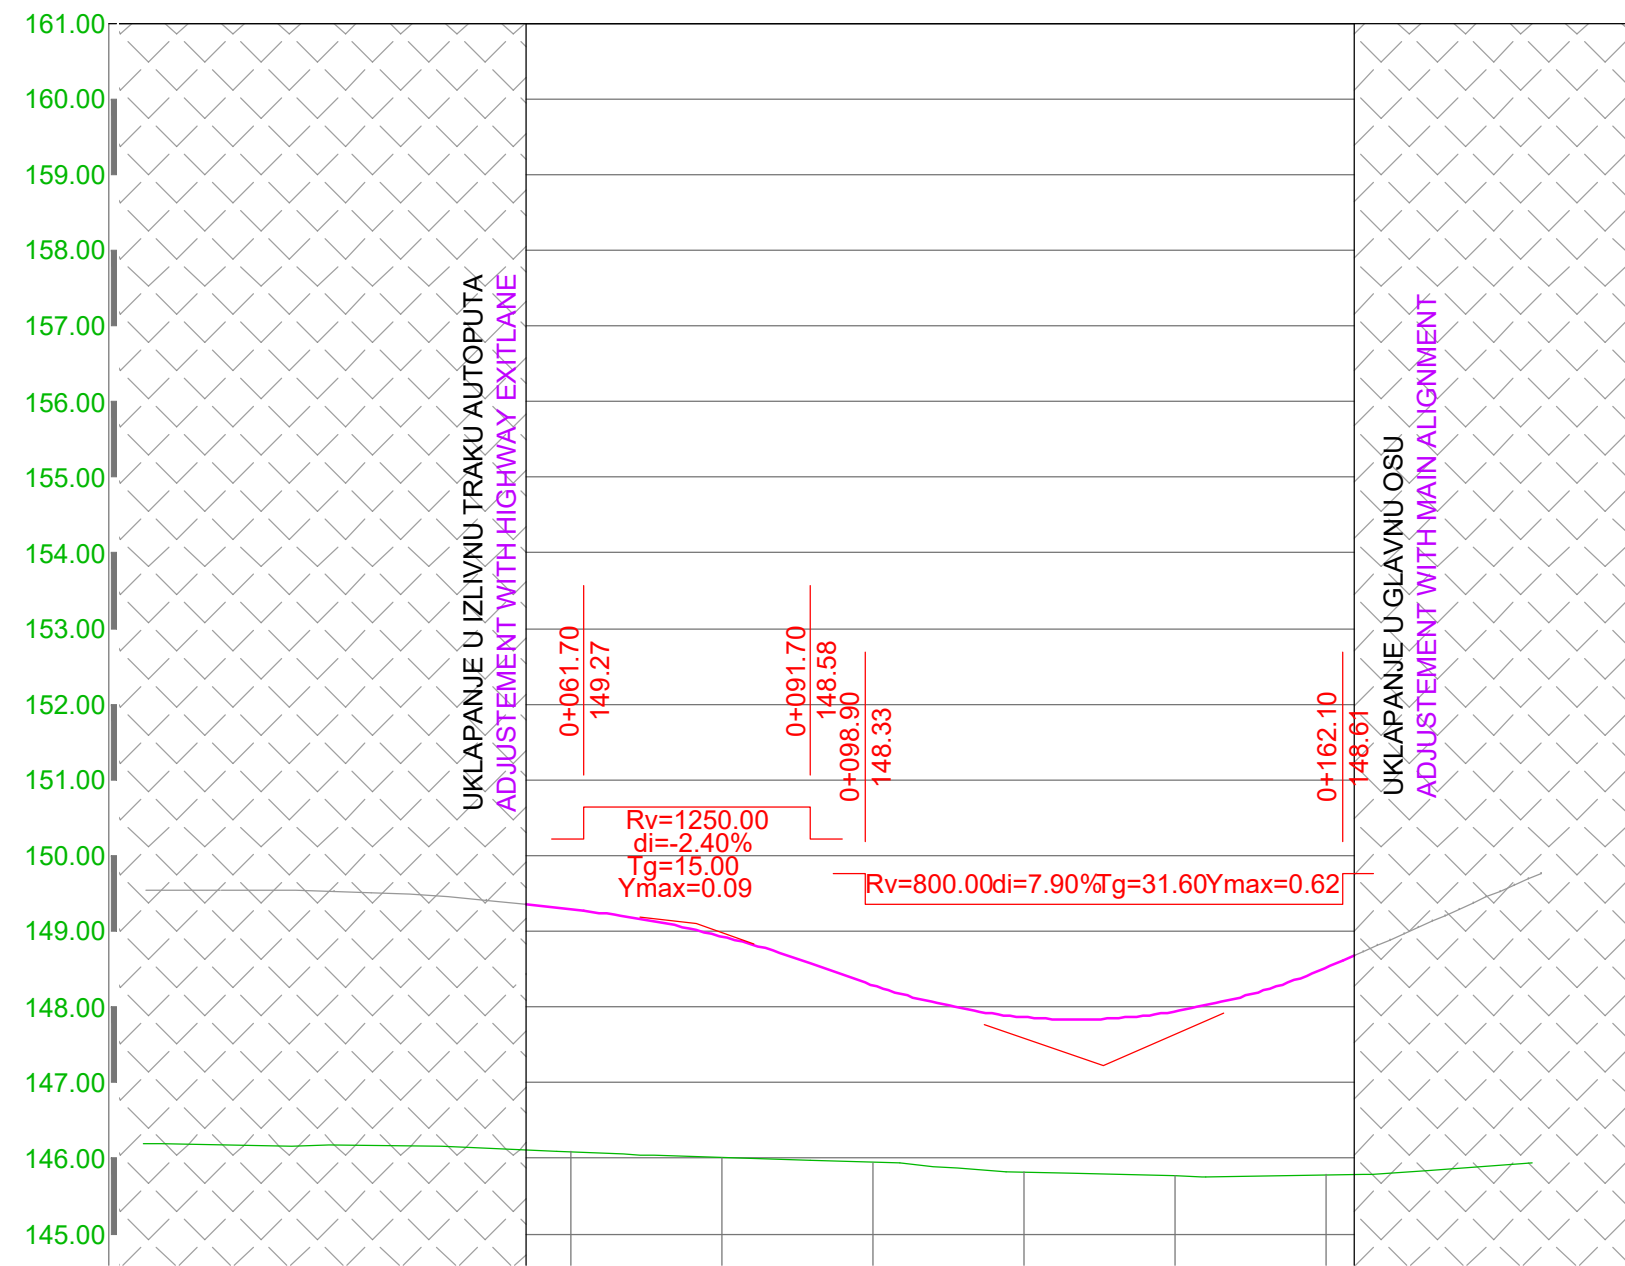 161.00
160.00
159.00
158.00
157.00
156.00
155.00
154.00
153.00
152.00
151.00
150.00
149.00
148.00
147.00
146.00
145.00
UKLAPANJE U IZLIVNU TRAKU AUTOPUTA
ADJUSTEMENT WITH HIGHWAY EXITLANE
0+061.70
149.27
0+091.70
148.58
0+098.90
148.33
0+162.10
148.61
Rv=1250.00
di=-2.40%
Tg=15.00
Ymax=0.09
Rv=800.00di=7.90%Tg=31.60Ymax=0.62
UKLAPANJE U GLAVNU OSU
ADJUSTEMENT WITH MAIN ALIGNMENT